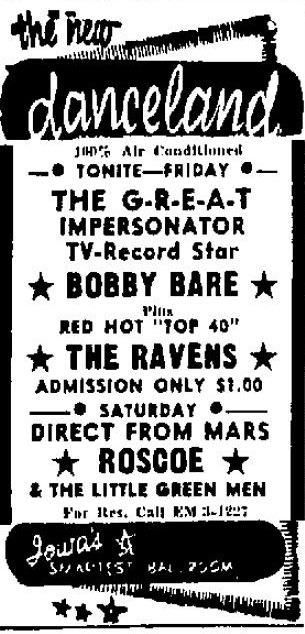 the new
danceland
100% Air Conditioned
TONITE—FRIDAY
THE G-R-E-A-T
IMPERSONATOR
TV-Record Star
★ BOBBY BARE ★
Plus
RED HOT "TOP 40"
★ THE RAVENS ★
ADMISSION ONLY $1.00
SATURDAY
DIRECT FROM MARS
★ ROSCOE ★
& THE LITTLE GREEN MEN
For Res. Call EM 3-1227
Iowa's
SMARTEST BALLROOM